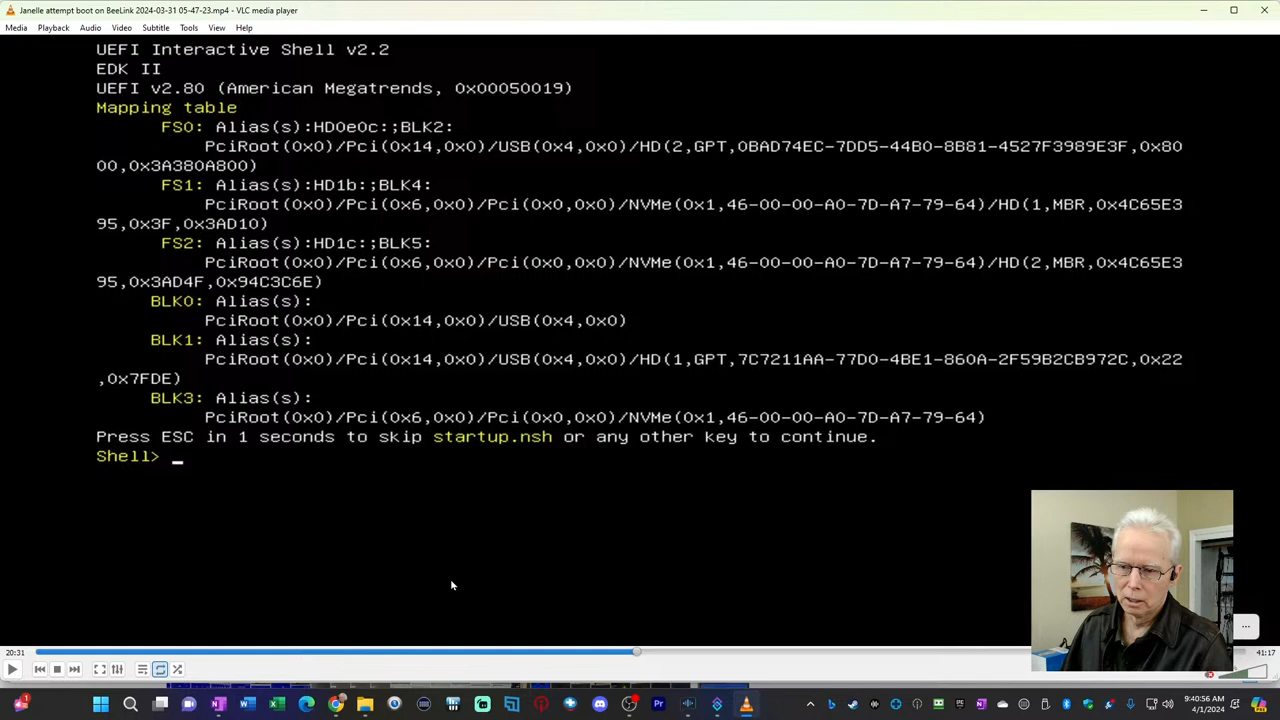 Janelle attempt boot on BeeLink 2024-03-31 05-47-23.mp4 - VLC media player
Media Playback Audio Video Subtitle Tools View Help
UEFI Interactive Shell v2.2
EDK II
UEFI v2.80 (American Megatrends, 0x00050019)
Mapping table
FS0: Alias(s):HD0e0c:;BLK2:
PciRoot(0x0)/Pci(0x14,0x0)/USB(0x4,0x0)/HD(2,GPT,0BAD74EC-7DD5-44B0-8B81-4527F3989E3F,0x80
00,0x3A380A800)
FS1: Alias(s):HD1b:;BLK4:
PciRoot(0x0)/Pci(0x6,0x0)/Pci(0x0,0x0)/NVMe(0x1,46-00-00-A0-7D-A7-79-64)/HD(1,MBR,0x4C65E3
95,0x3F,0x3AD10)
FS2: Alias(s):HD1c:;BLK5:
PciRoot(0x0)/Pci(0x6,0x0)/Pci(0x0,0x0)/NVMe(0x1,46-00-00-A0-7D-A7-79-64)/HD(2,MBR,0x4C65E3
95,0x3AD4F,0x94C3C6E)
BLK0: Alias(s):
PciRoot(0x0)/Pci(0x14,0x0)/USB(0x4,0x0)
BLK1: Alias(s):
PciRoot(0x0)/Pci(0x14,0x0)/USB(0x4,0x0)/HD(1,GPT,7C7211AA-77D0-4BE1-860A-2F59B2CB972C,0x22
,0x7FDE)
BLK3: Alias(s):
PciRoot(0x0)/Pci(0x6,0x0)/Pci(0x0,0x0)/NVMe(0x1,46-00-00-A0-7D-A7-79-64)
Press ESC in 1 seconds to skip startup.nsh or any other key to continue.
Shell> _
20:31
41:17
9:40:56 AM
4/1/2024